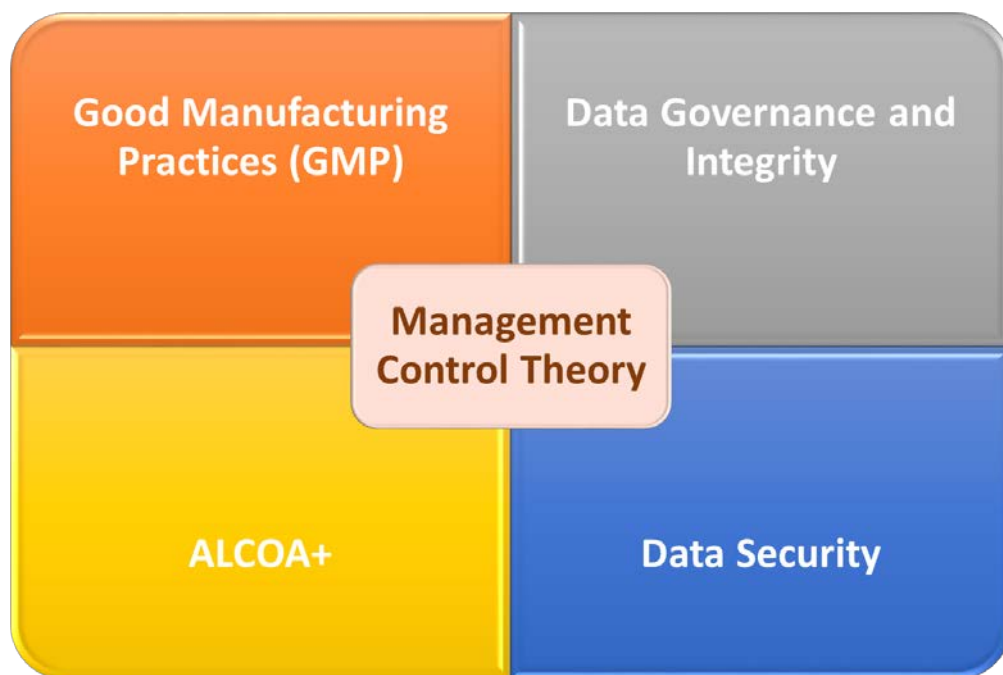 Good Manufacturing
Practices (GMP)
Data Governance and
Integrity
Management
Control Theory
ALCOA+
Data Security